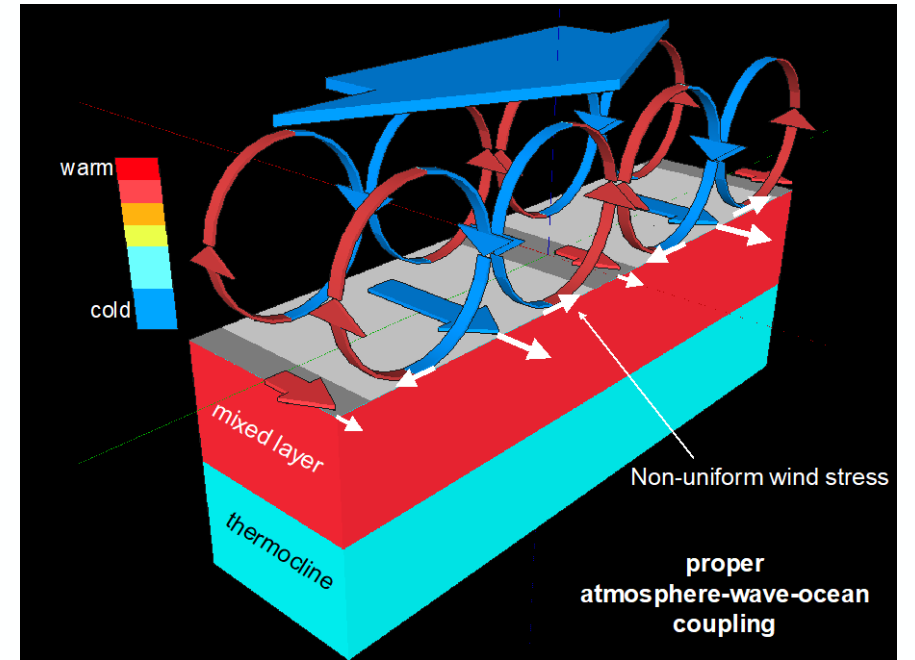 warm
cold
mixed layer
thermocline
Non-uniform wind stress
proper
atmosphere-wave-ocean
coupling